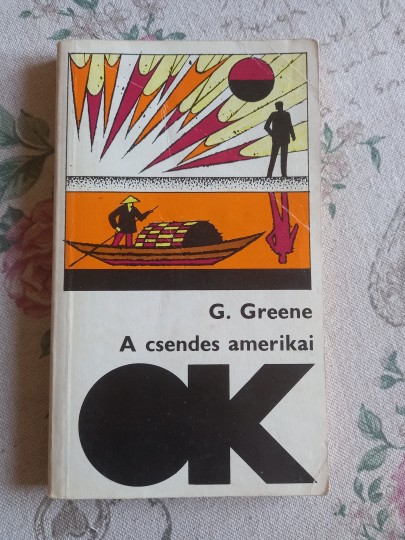 G. Greene
A csendes amerikai
OK